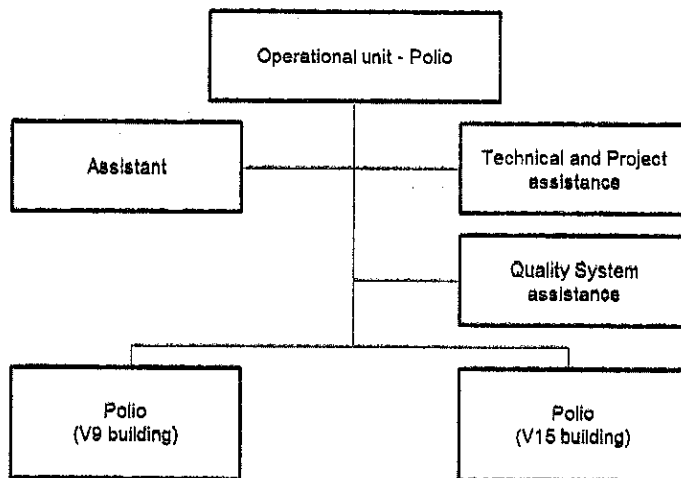 Operational unit - Polio
Assistant
Technical and Project
assistance
Quality System
assistance
Polio
(V9 building)
Polio
(V15 building)